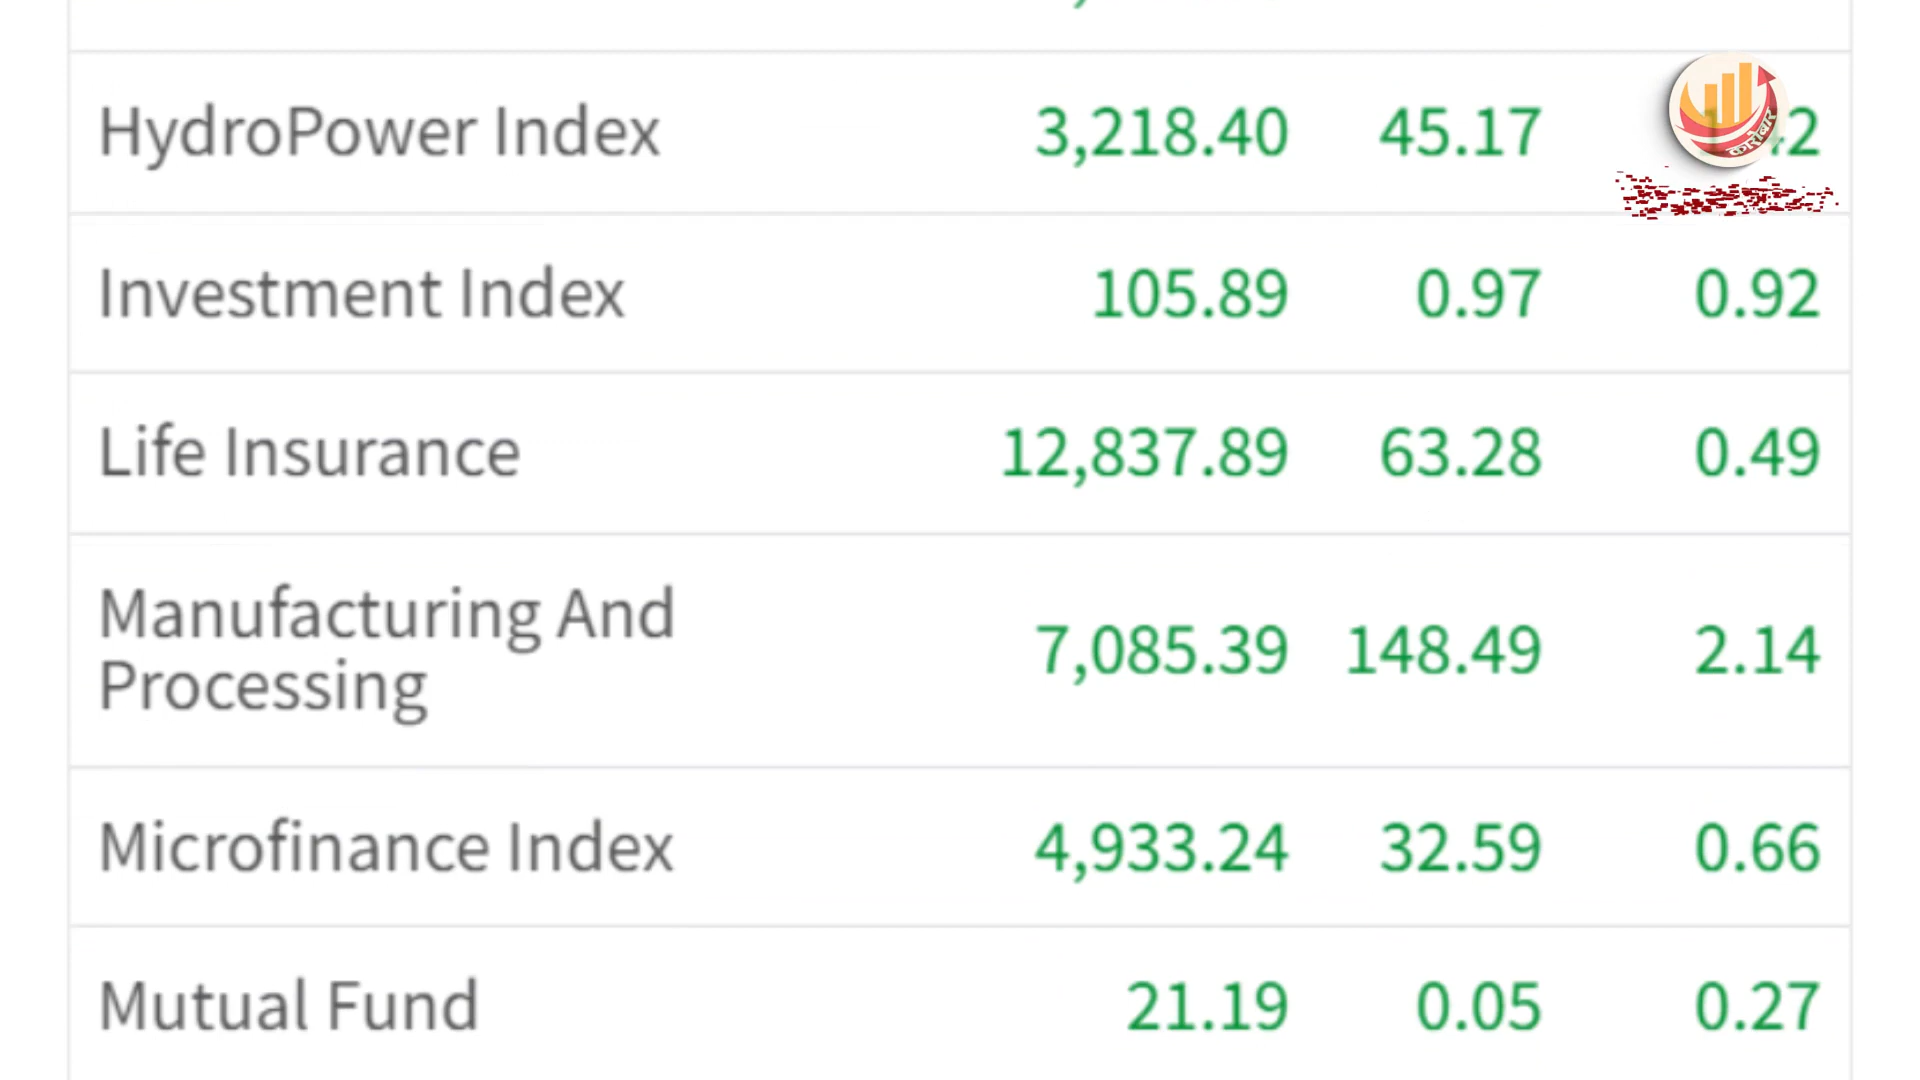 HydroPower Index 3,218.40 45.17
कारोबार
Investment Index 105.89 0.97 0.92
Life Insurance 12,837.89 63.28 0.49
Manufacturing And
Processing 7,085.39 148.49 2.14
Microfinance Index 4,933.24 32.59 0.66
Mutual Fund 21.19 0.05 0.27